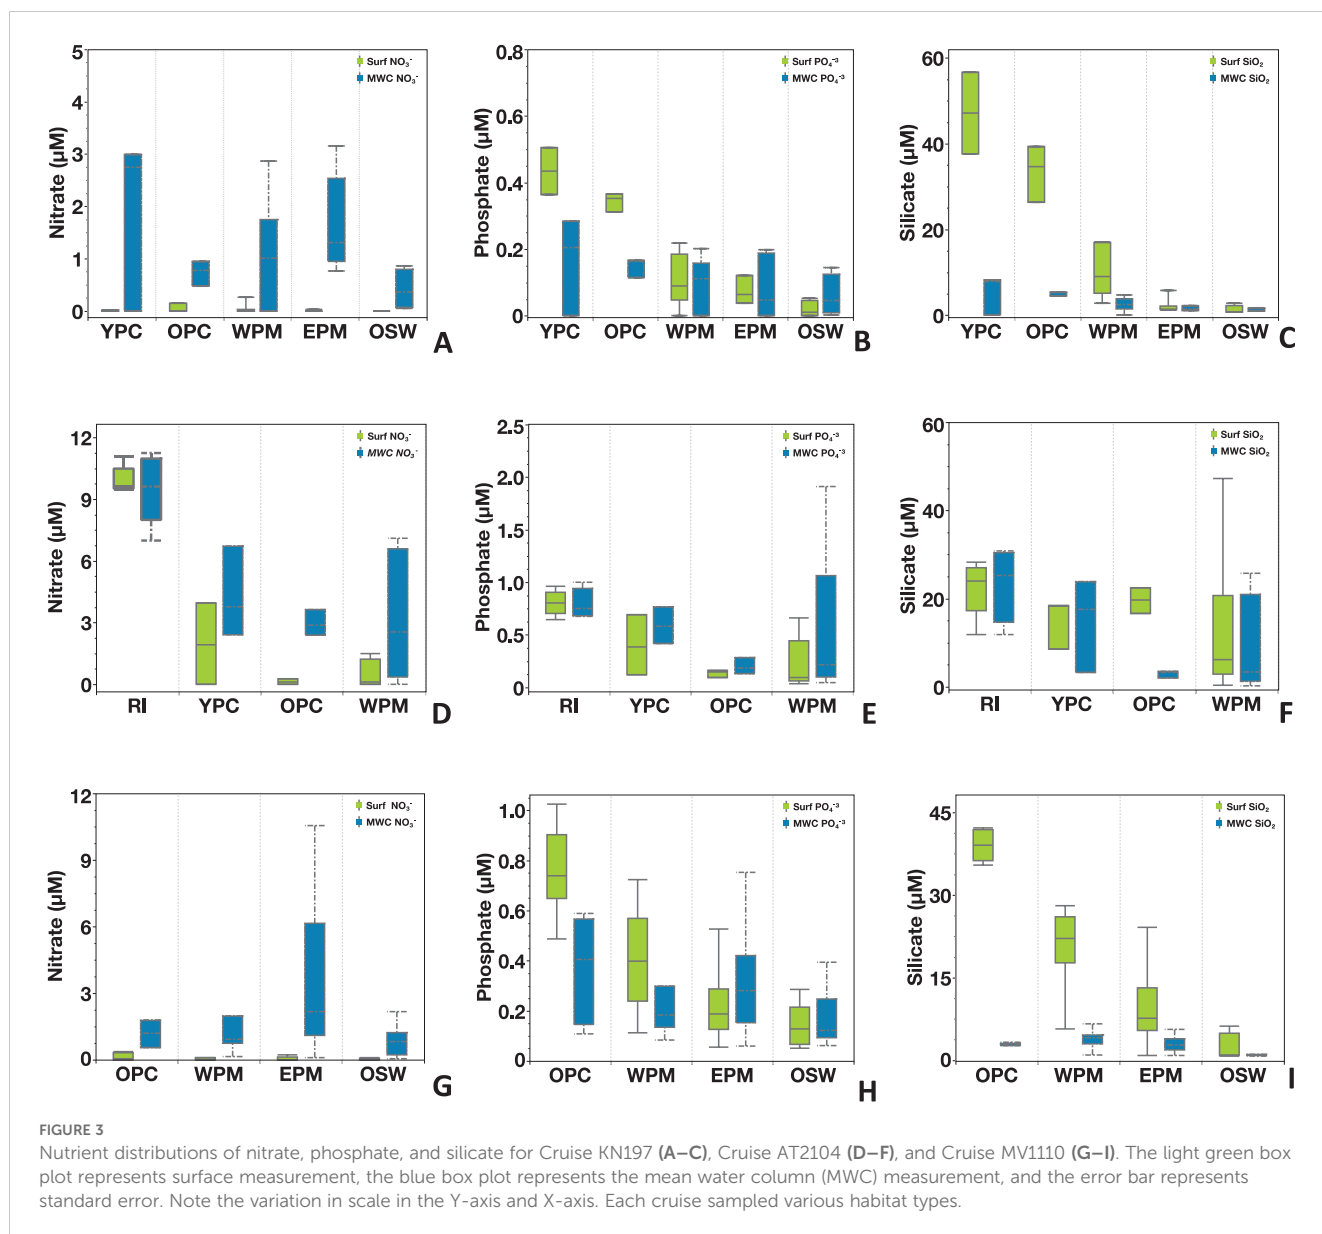 5
4
3
2
1
0
Nitrate (µM)
Surf NO₃⁻
MWC NO₃⁻
YPC OPC WPM EPM OSW
A
0.8
0.6
0.4
0.2
0
Phosphate (µM)
Surf PO₄⁻³
MWC PO₄⁻³
YPC OPC WPM EPM OSW
B
60
40
20
0
Silicate (µM)
Surf SiO₂
MWC SiO₂
YPC OPC WPM EPM OSW
C
12
9
6
3
0
Nitrate (µM)
Surf NO₃⁻
MWC NO₃⁻
RI YPC OPC WPM
D
2.5
2.0
1.5
1.0
0.5
0
Phosphate (µM)
Surf PO₄⁻³
MWC PO₄⁻³
RI YPC OPC WPM
E
60
40
20
0
Silicate (µM)
Surf SiO₂
MWC SiO₂
RI YPC OPC WPM
F
12
9
6
3
0
Nitrate (µM)
Surf NO₃⁻
MWC NO₃⁻
OPC WPM EPM OSW
G
1.0
0.8
0.6
0.4
0.2
0
Phosphate (µM)
Surf PO₄⁻³
MWC PO₄⁻³
OPC WPM EPM OSW
H
45
30
15
0
Silicate (µM)
Surf SiO₂
MWC SiO₂
OPC WPM EPM OSW
I
FIGURE 3
Nutrient distributions of nitrate, phosphate, and silicate for Cruise KN197 (A–C), Cruise AT2104 (D–F), and Cruise MV1110 (G–I). The light green box
plot represents surface measurement, the blue box plot represents the mean water column (MWC) measurement, and the error bar represents
standard error. Note the variation in scale in the Y-axis and X-axis. Each cruise sampled various habitat types.